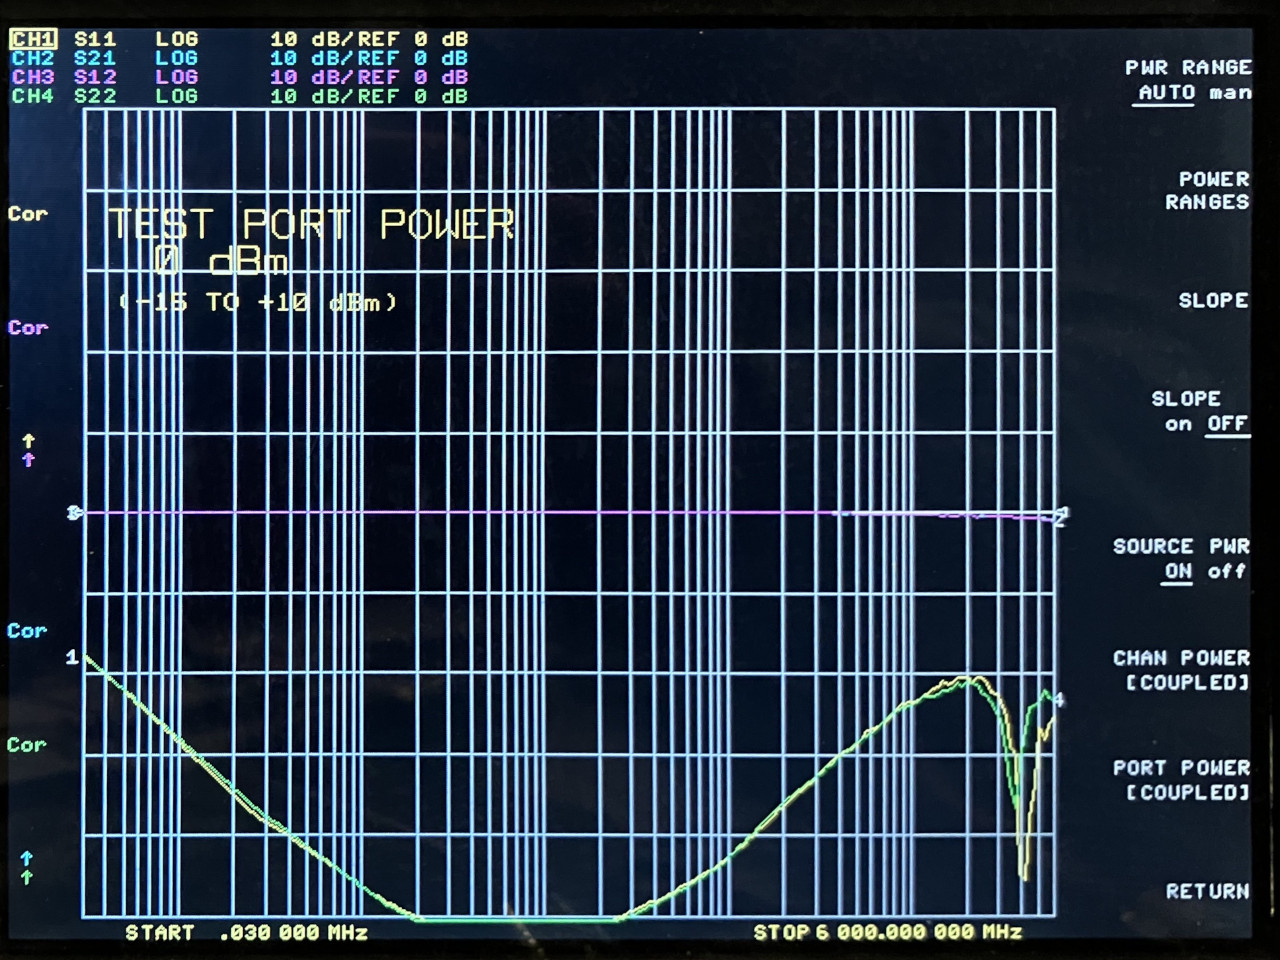 CH1 S11 LOG 10 dB/REF 0 dB
CH2 S21 LOG 10 dB/REF 0 dB
CH3 S12 LOG 10 dB/REF 0 dB
CH4 S22 LOG 10 dB/REF 0 dB
PWR RANGE
AUTO man
POWER
RANGES
Cor
TEST PORT POWER
0 dBm
(-15 TO +10 dBm)
SLOPE
Cor
SLOPE
on OFF
↑
↑
2
SOURCE PWR
ON off
Cor
1
CHAN POWER
[COUPLED]
4
Cor
PORT POWER
[COUPLED]
↑
↑
RETURN
START .030 000 MHz
STOP 6 000.000 000 MHz